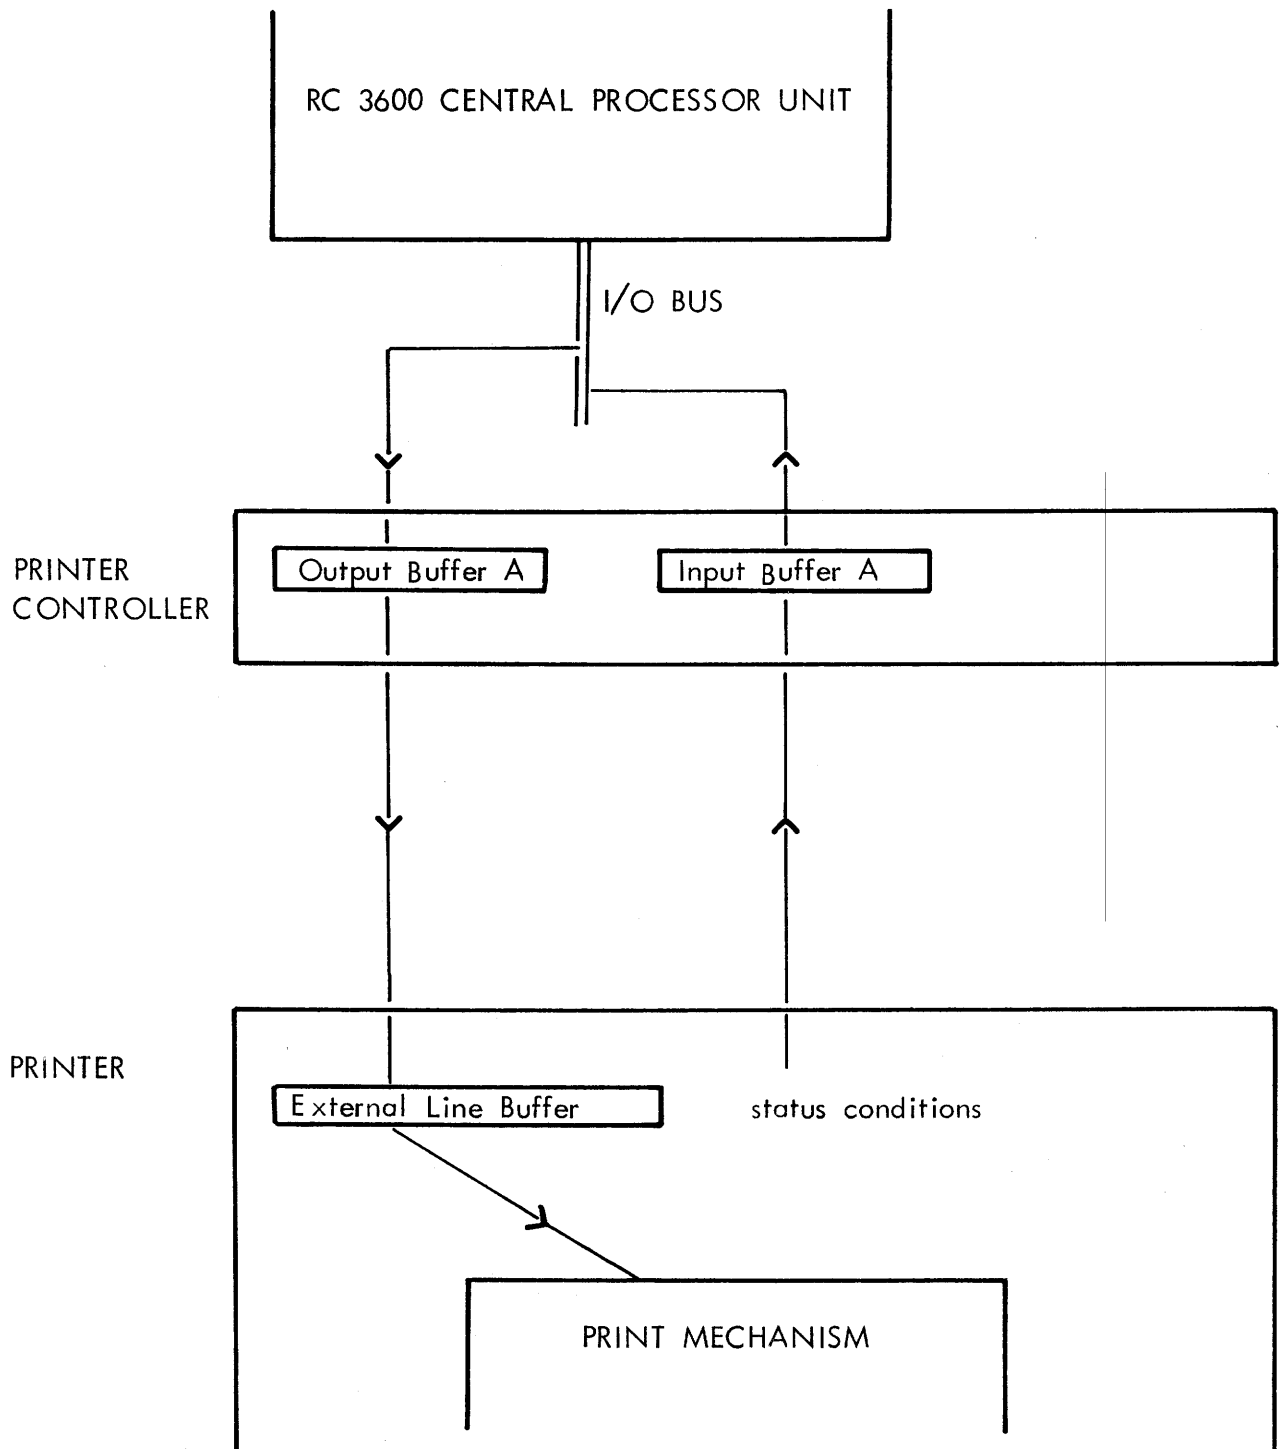 RC 3600 CENTRAL PROCESSOR UNIT
I/O BUS
PRINTER
CONTROLLER
Output Buffer A
Input Buffer A
PRINTER
External Line Buffer
status conditions
PRINT MECHANISM